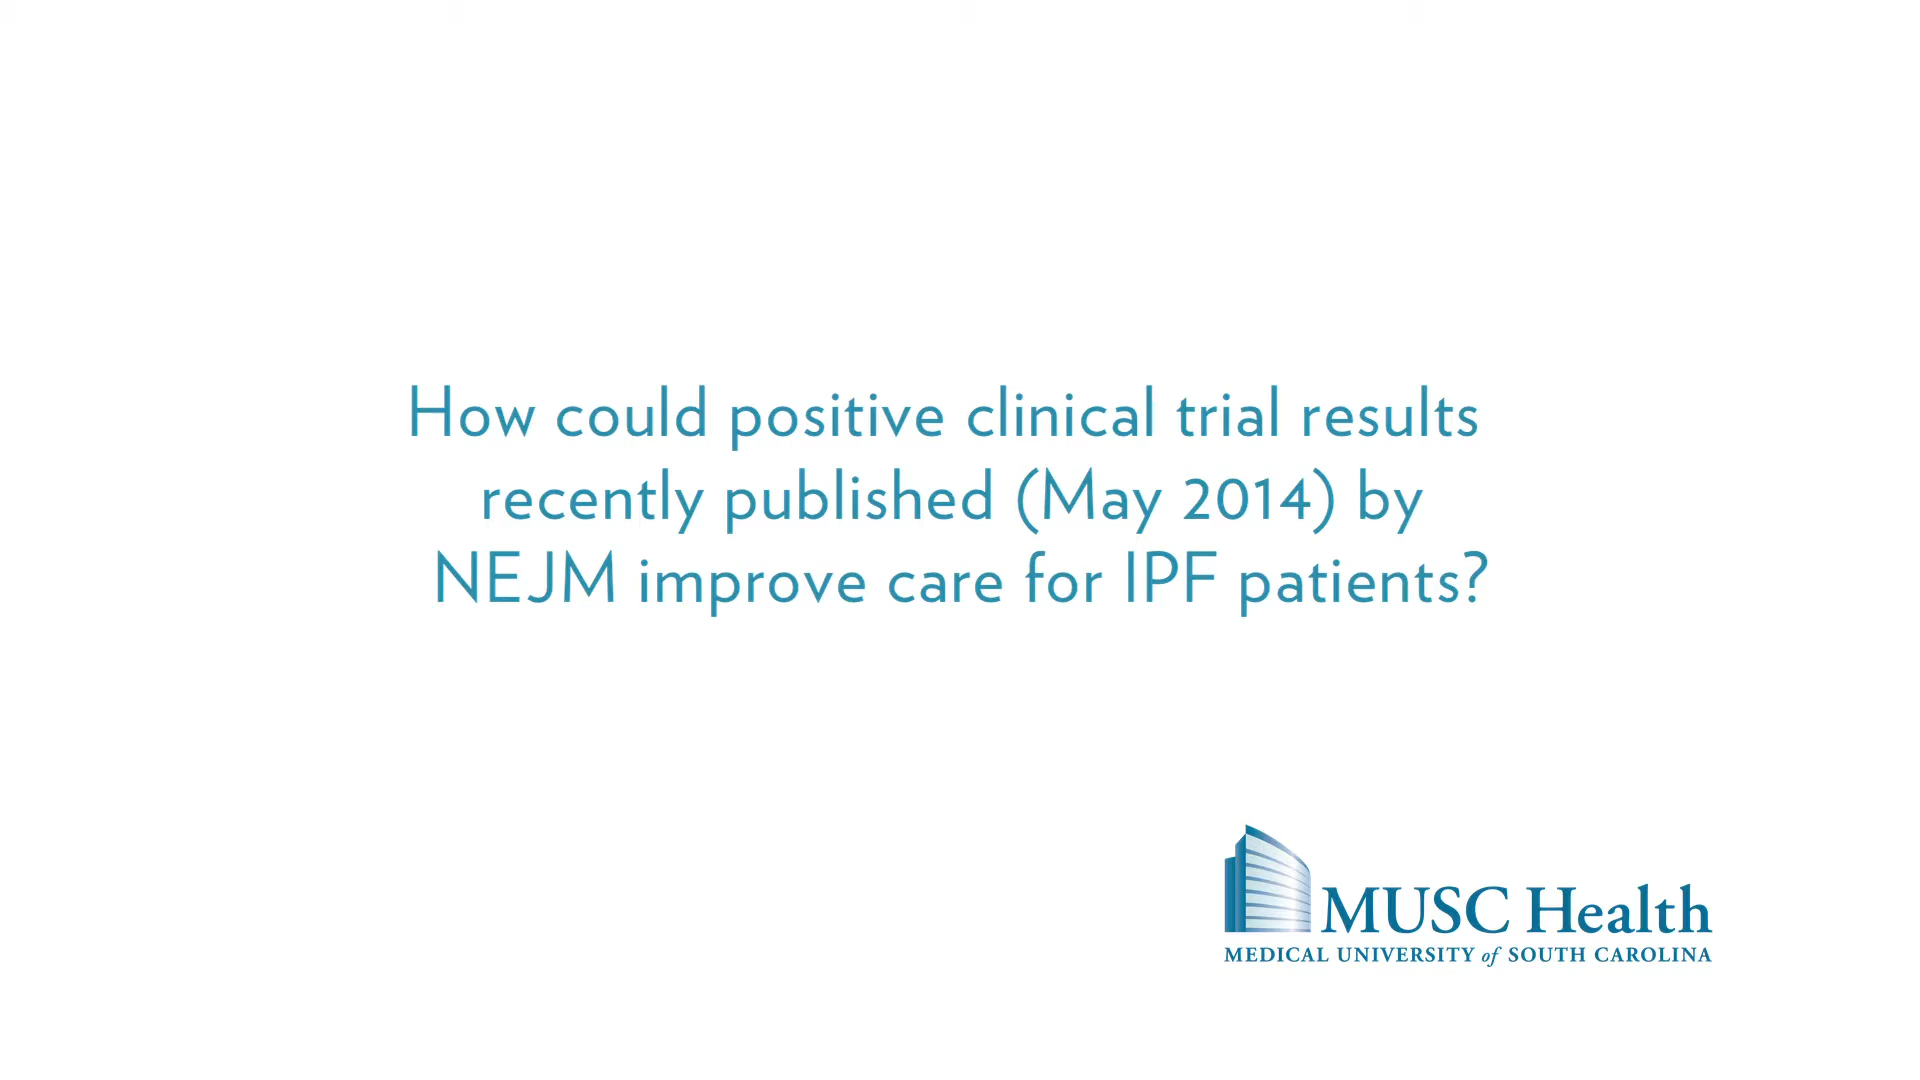 How could positive clinical trial results
recently published (May 2014) by
NEJM improve care for IPF patients?
MUSC Health
MEDICAL UNIVERSITY of SOUTH CAROLINA